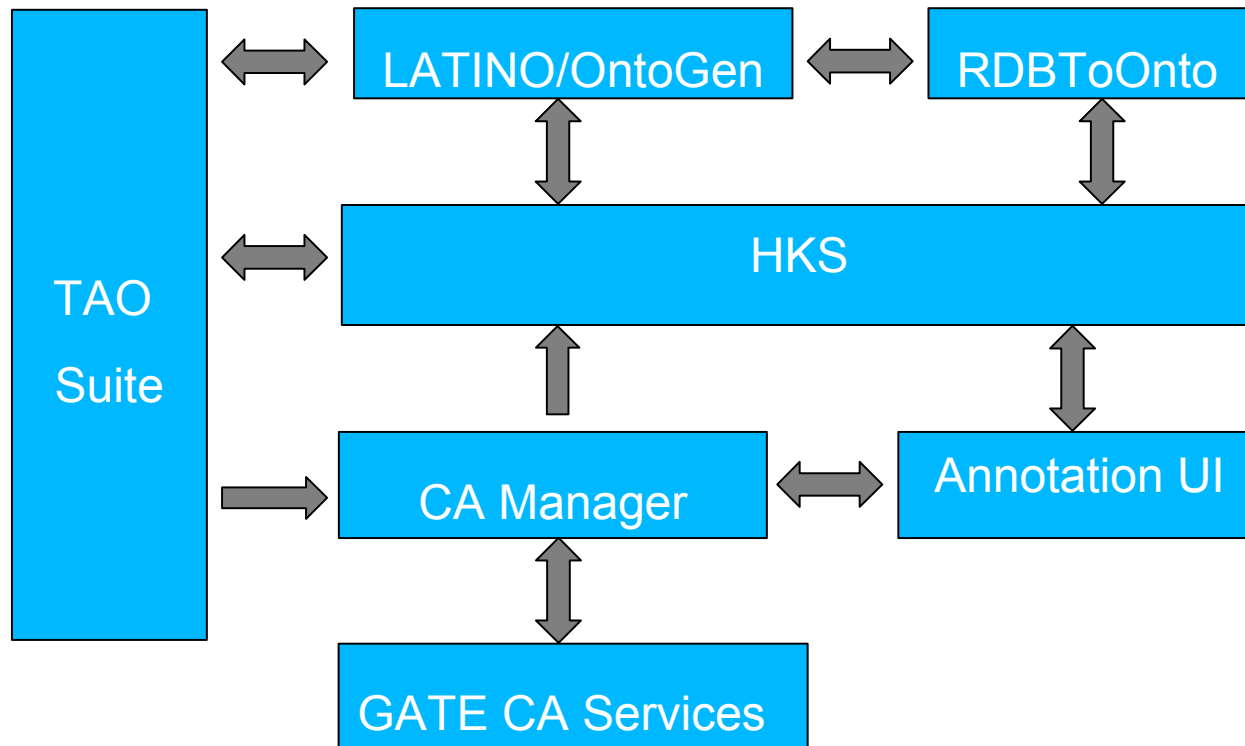 LATINO/OntoGen
RDBToOnto
HKS
TAO
Suite
CA Manager
Annotation UI
GATE CA Services